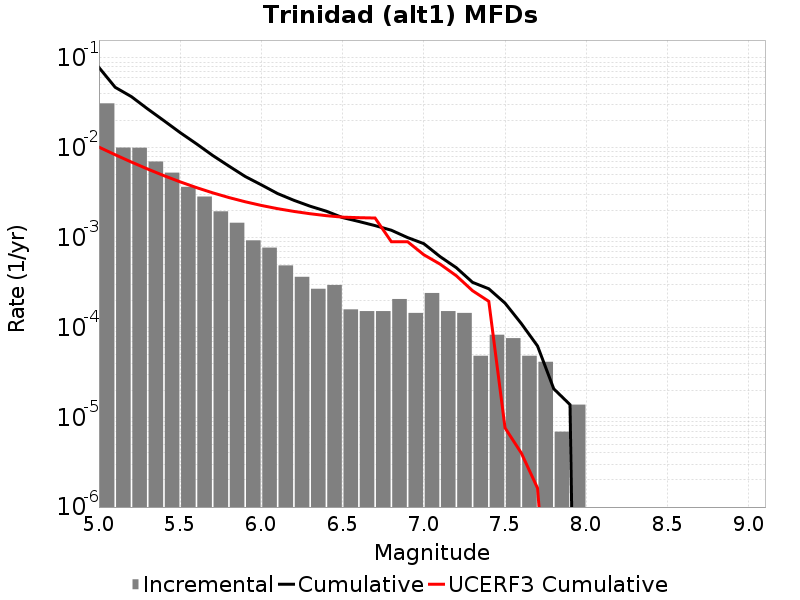 Trinidad (alt1) MFDs
10-1
10-2
10-3
10-4
10-5
10-6
Rate (1/yr)
5.0 5.5 6.0 6.5 7.0 7.5 8.0 8.5 9.0
Magnitude
Incremental Cumulative UCERF3 Cumulative